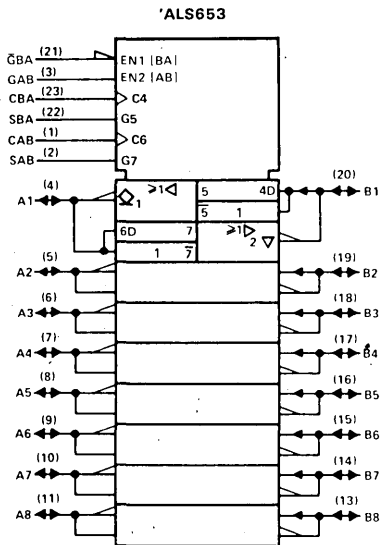 'ALS653
G̅BA (21) EN1 [BA]
GAB (3) EN2 [AB]
CBA (23) C4
SBA (22) G5
CAB (1) C6
SAB (2) G7
A1 (4) 1 ≥1 5 4D (20) B1
5̅ 1
6D 7 ≥1
1 7̅ 2
A2 (5) (19) B2
A3 (6) (18) B3
A4 (7) (17) B4
A5 (8) (16) B5
A6 (9) (15) B6
A7 (10) (14) B7
A8 (11) (13) B8